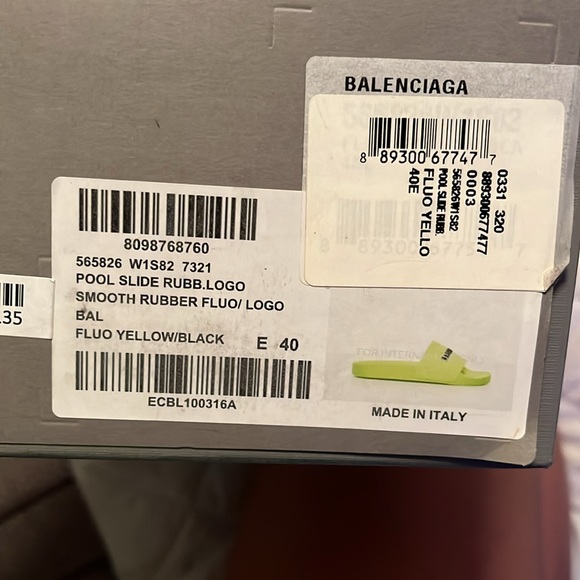 BALENCIAGA
8 89300 67747 7
0331 320
889300677477
0003
565826W1S82
POOL SLIDE RUBB.
FLUO YELLO
40E
8098768760
565826 W1S82 7321
POOL SLIDE RUBB.LOGO
SMOOTH RUBBER FLUO/ LOGO
BAL
FLUO YELLOW/BLACK E 40
ECBL100316A
MADE IN ITALY